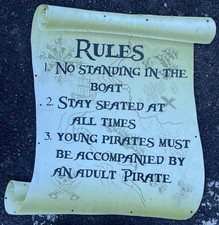 Rules
1. No standing in the
boat
2. Stay seated at
all times
3. Young pirates must
be accompanied by
an adult Pirate